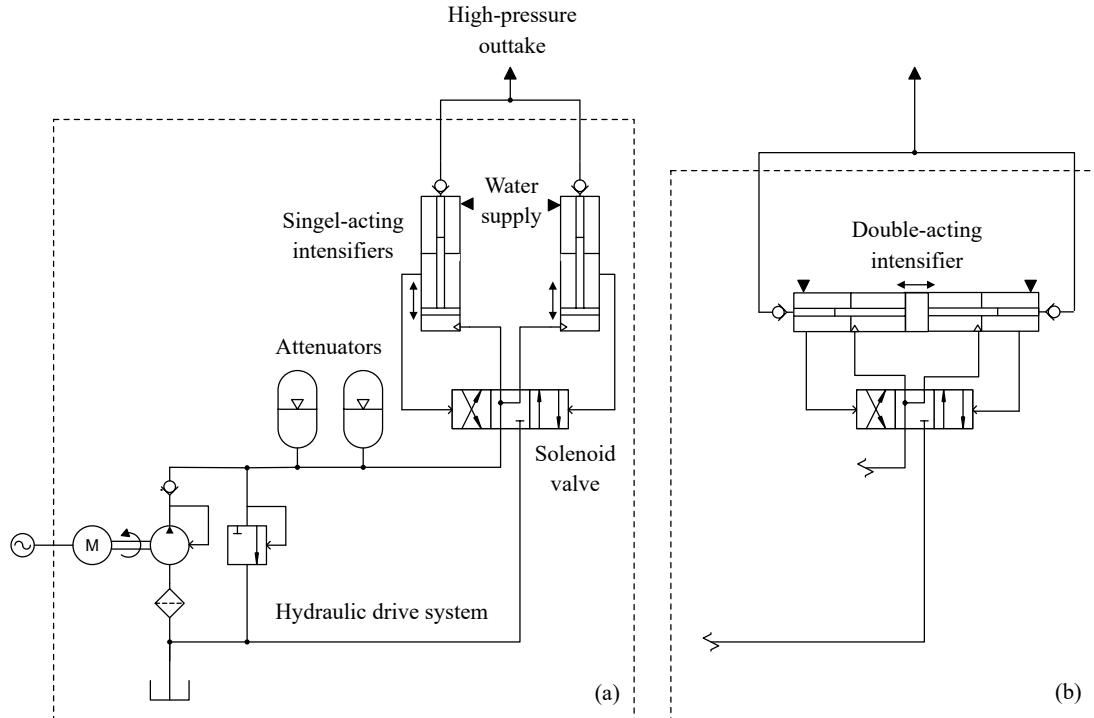 High-pressure
outtake
Water
supply
Singel-acting
intensifiers
Double-acting
intensifier
Attenuators
Solenoid
valve
M
Hydraulic drive system
(a)
(b)